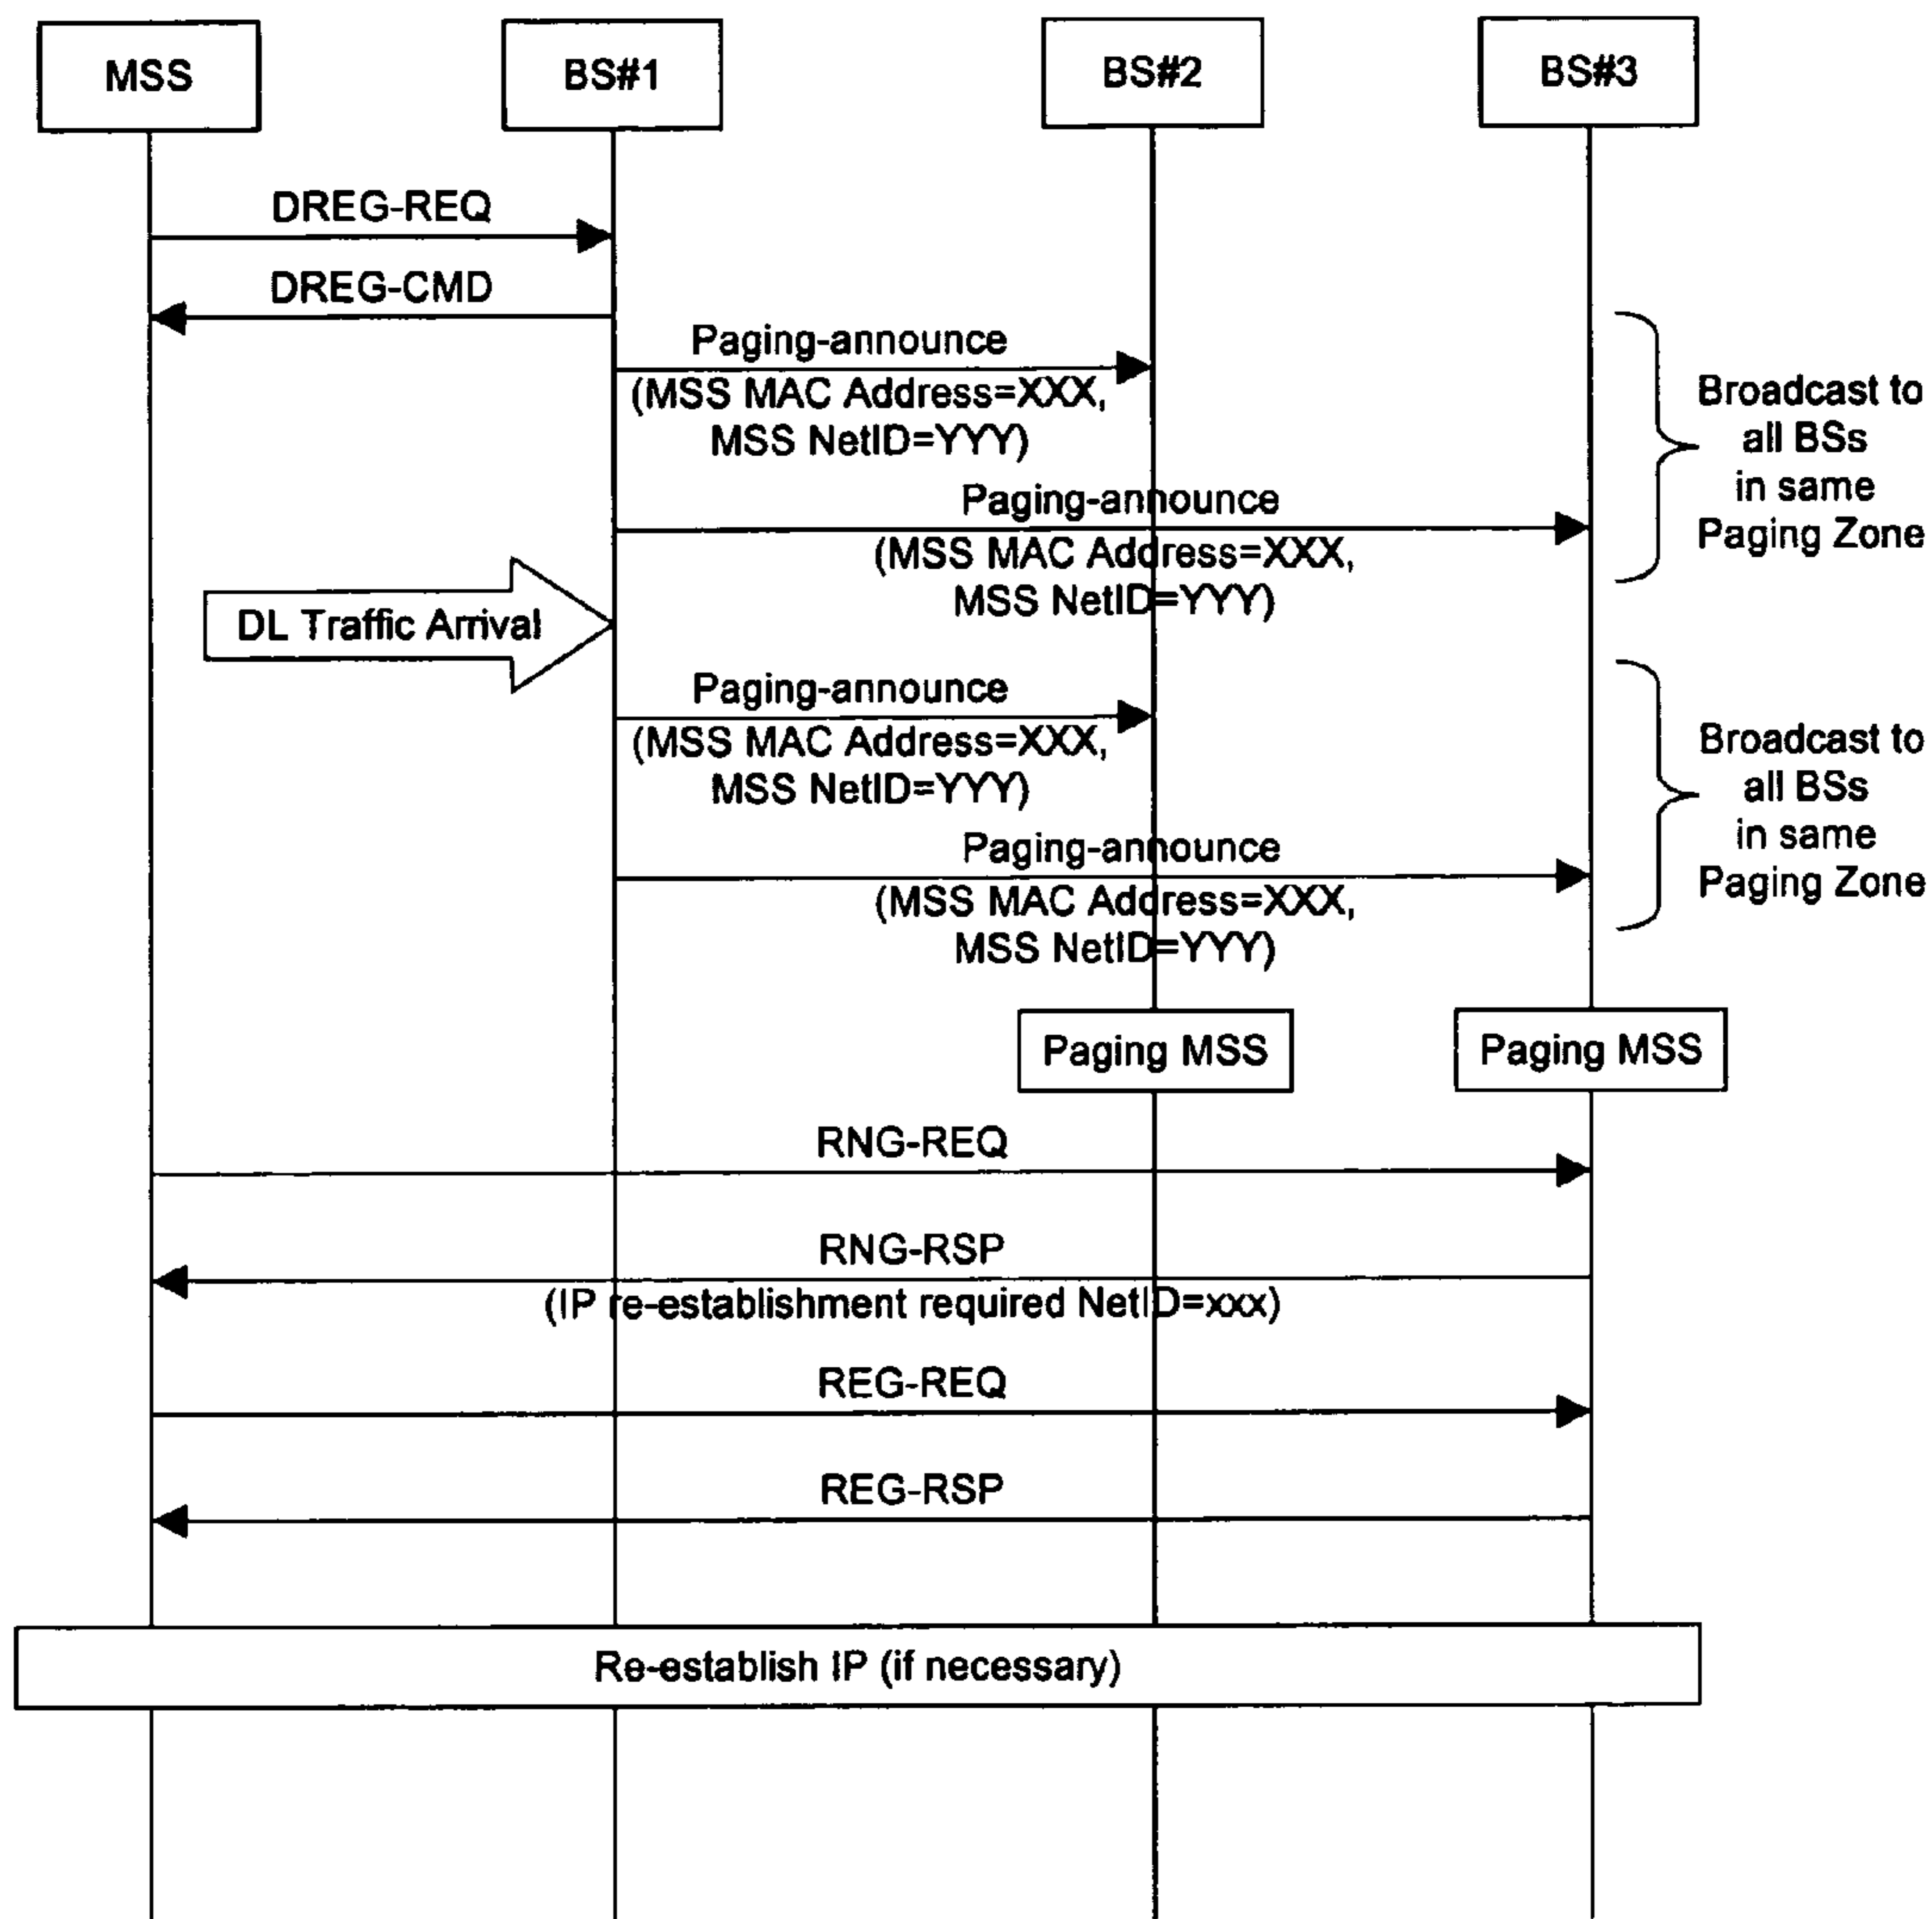 MSS
BS#1
BS#2
BS#3
DREG-REQ
DREG-CMD
Paging-announce
(MSS MAC Address=XXX,
MSS NetID=YYY)
Paging-announce
(MSS MAC Address=XXX,
MSS NetID=YYY)
Broadcast to
all BSs
in same
Paging Zone
DL Traffic Arrival
Paging-announce
(MSS MAC Address=XXX,
MSS NetID=YYY)
Paging-announce
(MSS MAC Address=XXX,
MSS NetID=YYY)
Broadcast to
all BSs
in same
Paging Zone
Paging MSS
Paging MSS
RNG-REQ
RNG-RSP
(IP re-establishment required NetID=xxx)
REG-REQ
REG-RSP
Re-establish IP (if necessary)